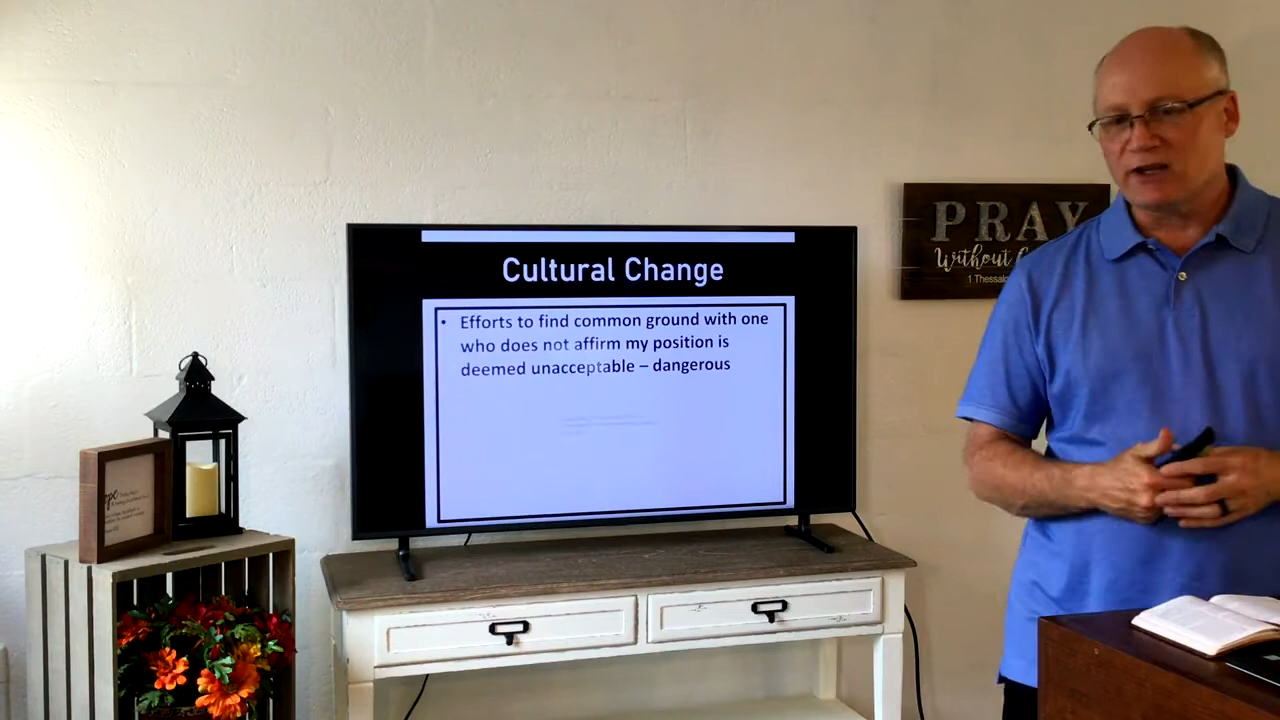 Cultural Change
• Efforts to find common ground with one
who does not affirm my position is
deemed unacceptable – dangerous
PRAY
Without
1